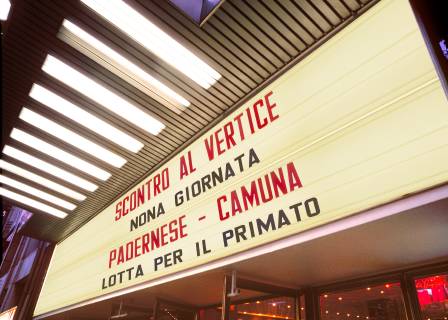 SCONTRO AL VERTICE
NONA GIORNATA
PADERNESE - CAMUNA
LOTTA PER IL PRIMATO